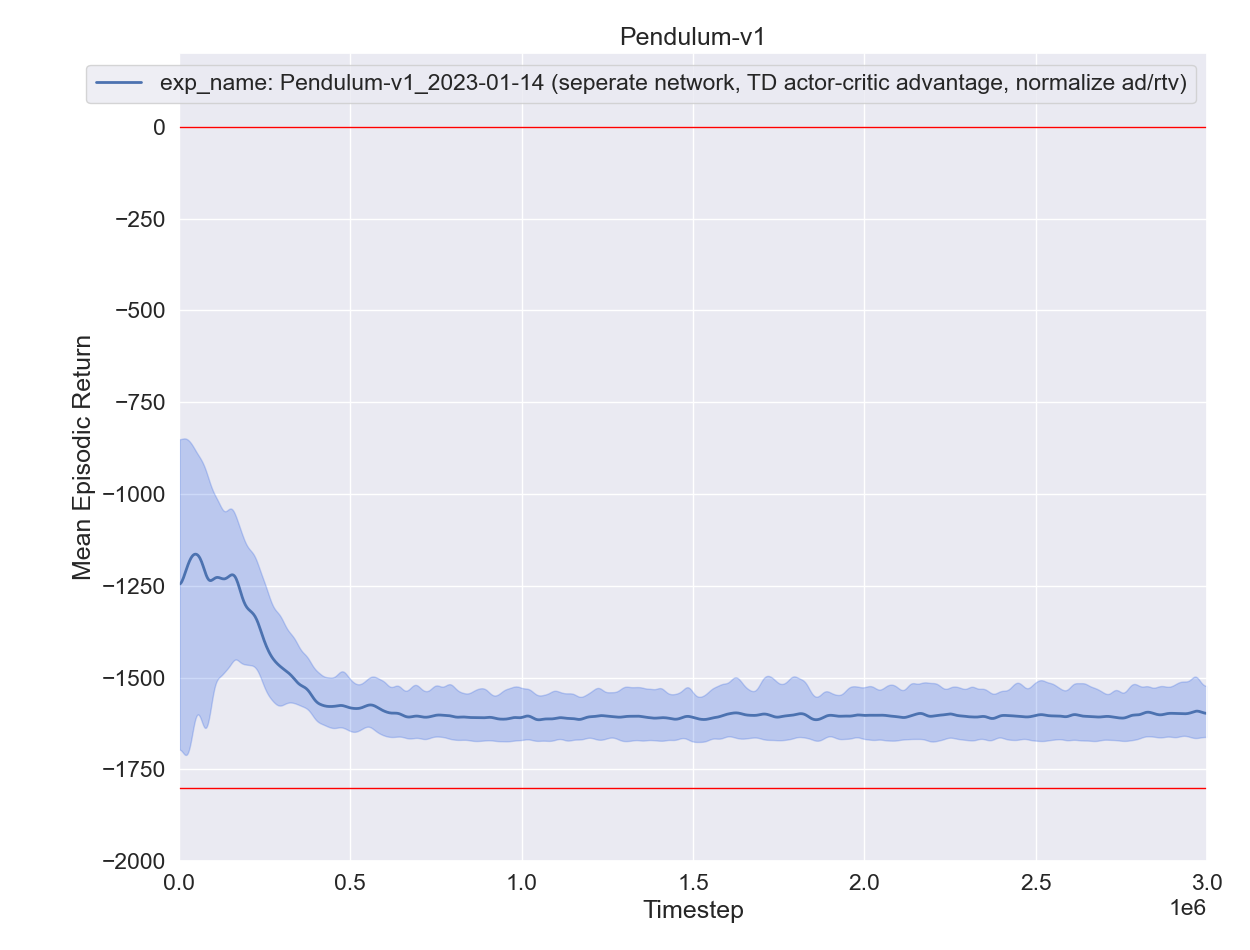 Pendulum-v1
exp_name: Pendulum-v1_2023-01-14 (seperate network, TD actor-critic advantage, normalize ad/rtv)
0
−250
−500
−750
−1000
−1250
−1500
−1750
−2000
Mean Episodic Return
0.0 0.5 1.0 1.5 2.0 2.5 3.0
1e6
Timestep